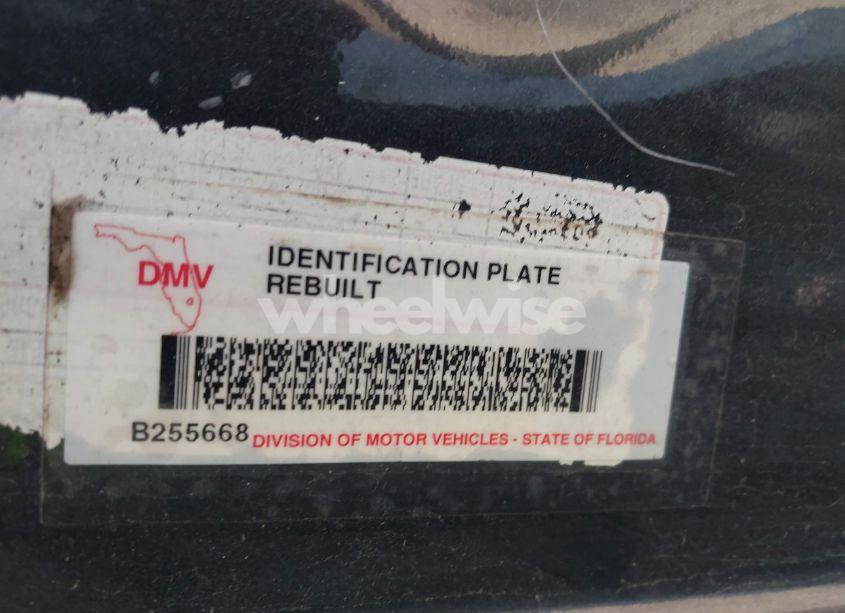 DMV
IDENTIFICATION PLATE
REBUILT
wheelwise
B255668
DIVISION OF MOTOR VEHICLES - STATE OF FLORIDA